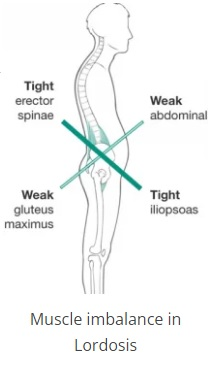 Tight
erector
spinae
Weak
abdominal
Weak
gluteus
maximus
Tight
iliopsoas
Muscle imbalance in
Lordosis